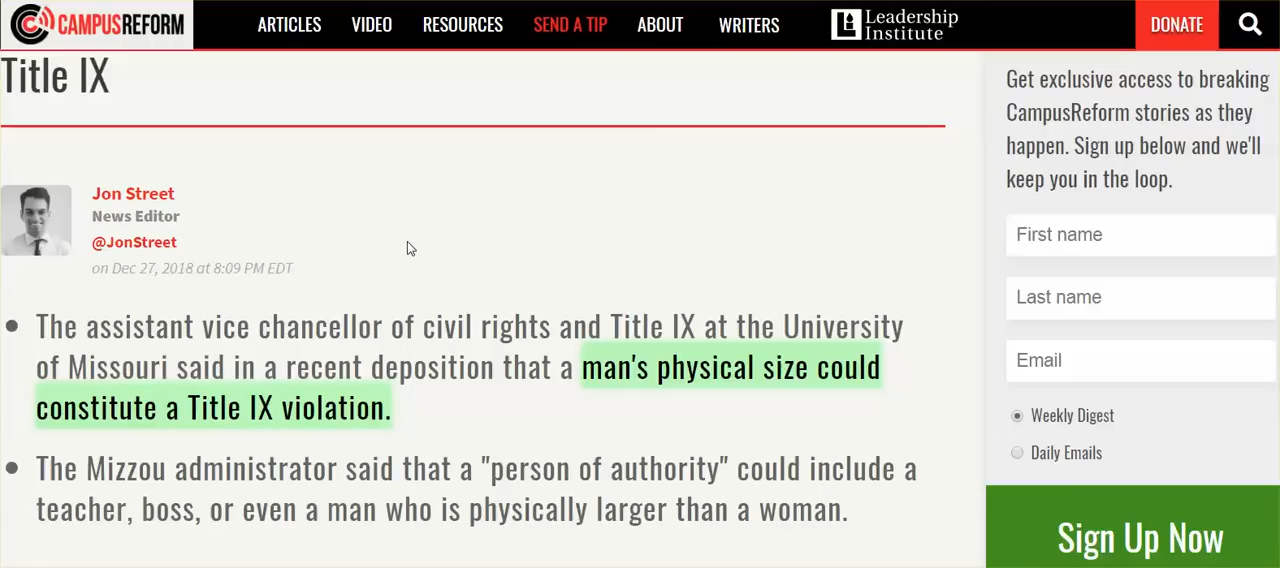 CAMPUSREFORM ARTICLES VIDEO RESOURCES SEND A TIP ABOUT WRITERS Leadership Institute DONATE
Title IX
Jon Street
News Editor
@JonStreet
on Dec 27, 2018 at 8:09 PM EDT
The assistant vice chancellor of civil rights and Title IX at the University
of Missouri said in a recent deposition that a man's physical size could
constitute a Title IX violation.
The Mizzou administrator said that a "person of authority" could include a
teacher, boss, or even a man who is physically larger than a woman.
Get exclusive access to breaking
CampusReform stories as they
happen. Sign up below and we'll
keep you in the loop.
First name
Last name
Email
Weekly Digest
Daily Emails
Sign Up Now